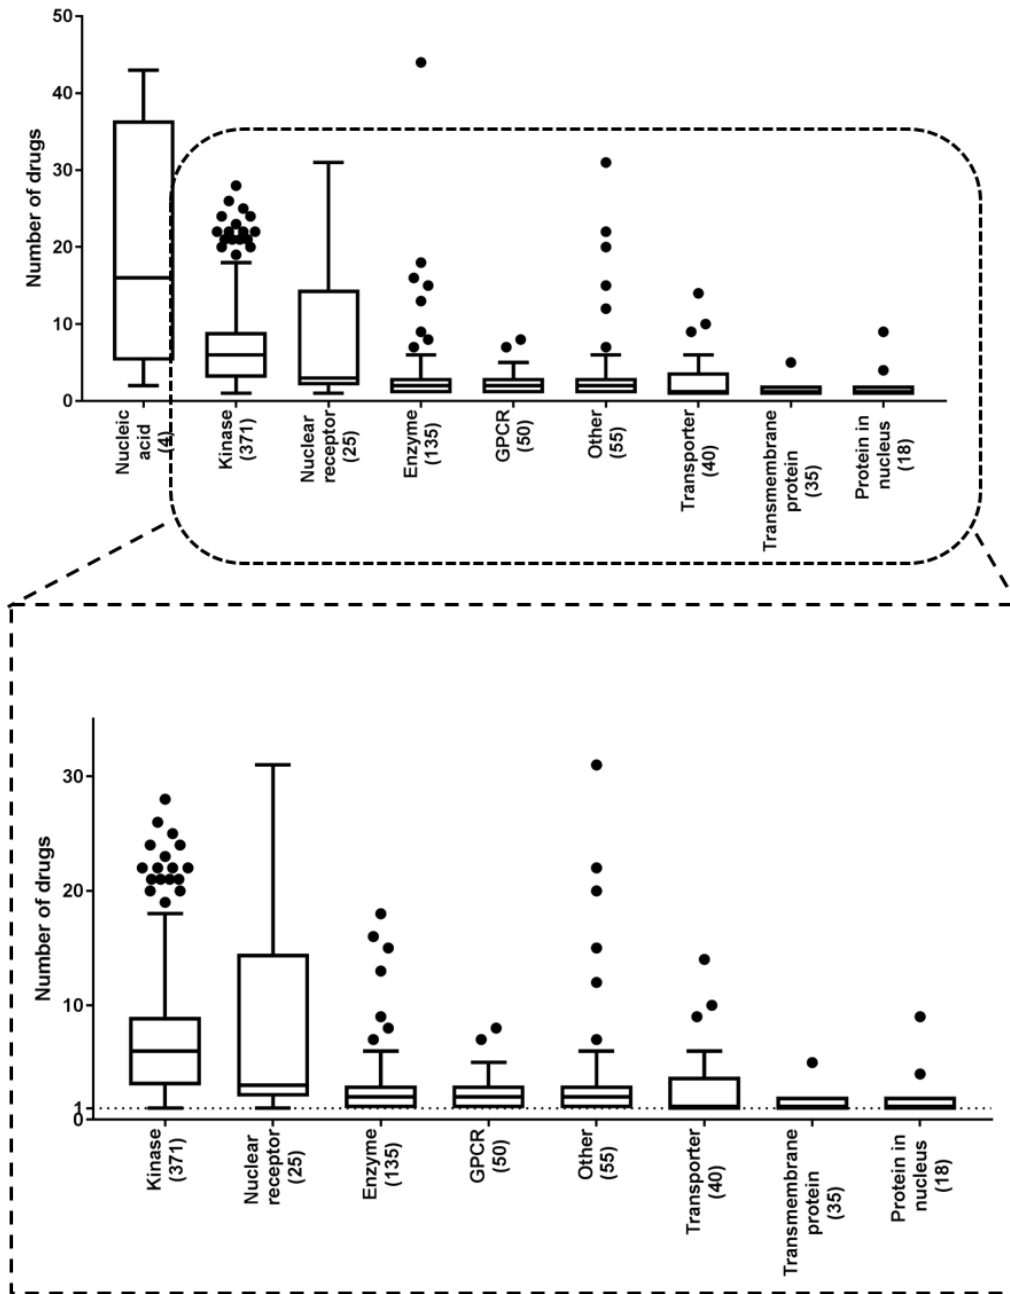 50
40
30
20
10
0
Number of drugs
Nucleic
acid
(4)
Kinase
(371)
Nuclear
receptor
(25)
Enzyme
(135)
GPCR
(50)
Other
(55)
Transporter
(40)
Transmembrane
protein
(35)
Protein in
nucleus
(18)
30
20
10
1
0
Number of drugs
Kinase
(371)
Nuclear
receptor
(25)
Enzyme
(135)
GPCR
(50)
Other
(55)
Transporter
(40)
Transmembrane
protein
(35)
Protein in
nucleus
(18)